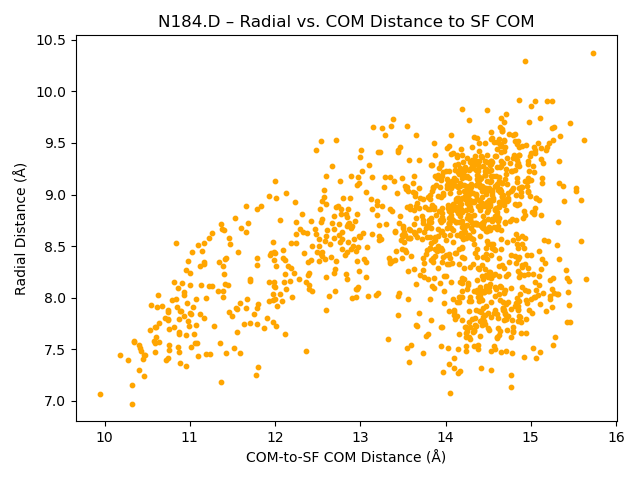 N184.D – Radial vs. COM Distance to SF COM
Radial Distance (Å)
10.5
10.0
9.5
9.0
8.5
8.0
7.5
7.0
10 11 12 13 14 15 16
COM-to-SF COM Distance (Å)